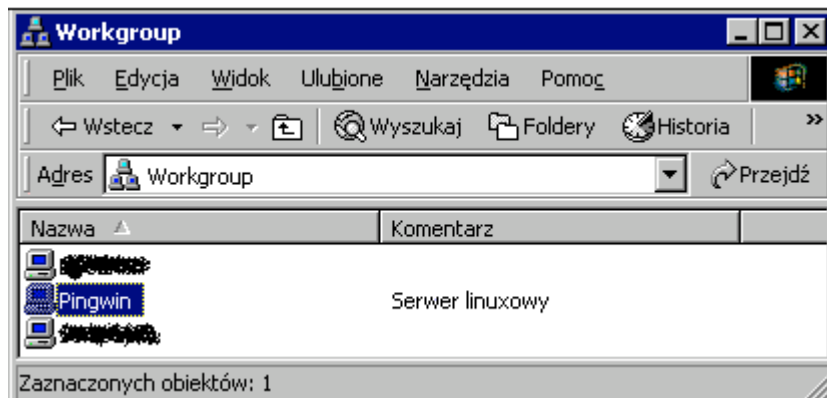 Workgroup
Plik Edycja Widok Ulubione Narzędzia Pomoc
Wstecz Wyszukaj Foldery Historia »
Adres Workgroup Przejdź
Nazwa Komentarz
Pingwin Serwer linuxowy
Zaznaczonych obiektów: 1